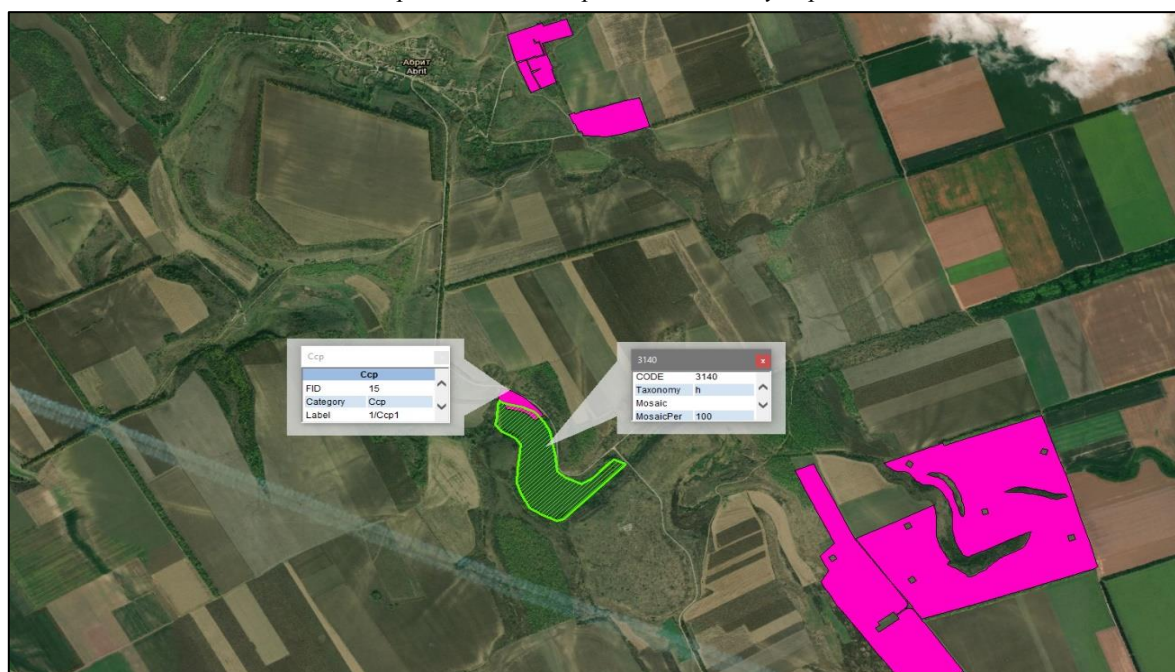 Абрит
Abrit
Ccp
Ccp
FID 15
Category Ccp
Label 1/Ccp1
3140
x
CODE 3140
Taxonomy h
Mosaic
MosaicPer 100